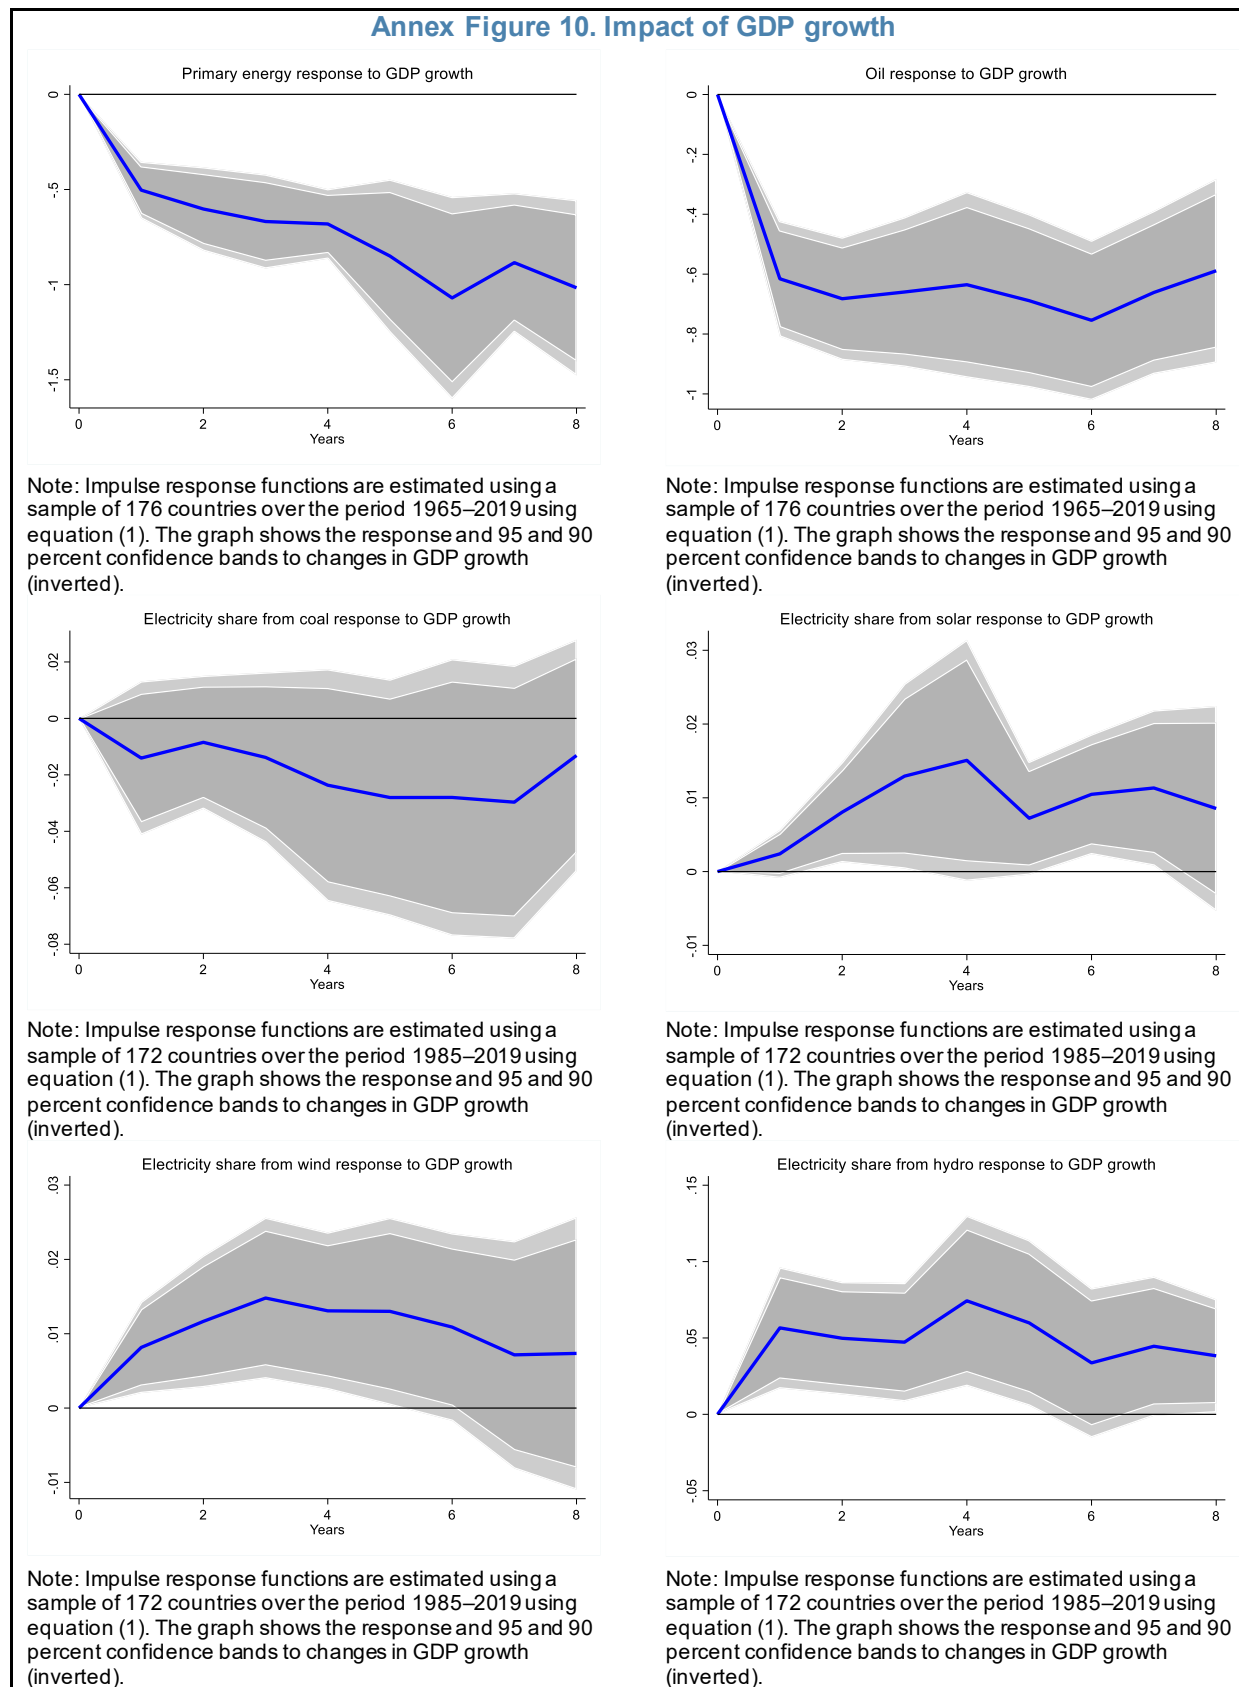 Annex Figure 10. Impact of GDP growth
Primary energy response to GDP growth
0
-.5
-1
-1.5
0 2 4 6 8
Years
Note: Impulse response functions are estimated using a
sample of 176 countries over the period 1965–2019 using
equation (1). The graph shows the response and 95 and 90
percent confidence bands to changes in GDP growth
(inverted).
Oil response to GDP growth
0
-.2
-.4
-.6
-.8
-1
0 2 4 6 8
Years
Note: Impulse response functions are estimated using a
sample of 176 countries over the period 1965–2019 using
equation (1). The graph shows the response and 95 and 90
percent confidence bands to changes in GDP growth
(inverted).
Electricity share from coal response to GDP growth
.02
0
-.02
-.04
-.06
-.08
0 2 4 6 8
Years
Note: Impulse response functions are estimated using a
sample of 172 countries over the period 1985–2019 using
equation (1). The graph shows the response and 95 and 90
percent confidence bands to changes in GDP growth
(inverted).
Electricity share from solar response to GDP growth
.03
.02
.01
0
-.01
0 2 4 6 8
Years
Note: Impulse response functions are estimated using a
sample of 172 countries over the period 1985–2019 using
equation (1). The graph shows the response and 95 and 90
percent confidence bands to changes in GDP growth
(inverted).
Electricity share from wind response to GDP growth
.03
.02
.01
0
-.01
0 2 4 6 8
Years
Note: Impulse response functions are estimated using a
sample of 172 countries over the period 1985–2019 using
equation (1). The graph shows the response and 95 and 90
percent confidence bands to changes in GDP growth
(inverted).
Electricity share from hydro response to GDP growth
.15
.1
.05
0
-.05
0 2 4 6 8
Years
Note: Impulse response functions are estimated using a
sample of 172 countries over the period 1985–2019 using
equation (1). The graph shows the response and 95 and 90
percent confidence bands to changes in GDP growth
(inverted).